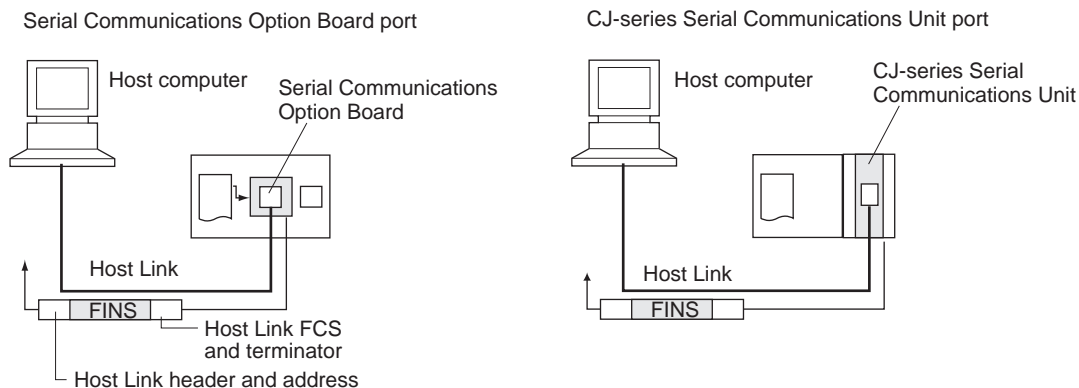 Serial Communications Option Board port
Host computer
Serial Communications
Option Board
Host Link
FINS
Host Link FCS
and terminator
Host Link header and address
CJ-series Serial Communications Unit port
Host computer
CJ-series Serial
Communications Unit
Host Link
FINS